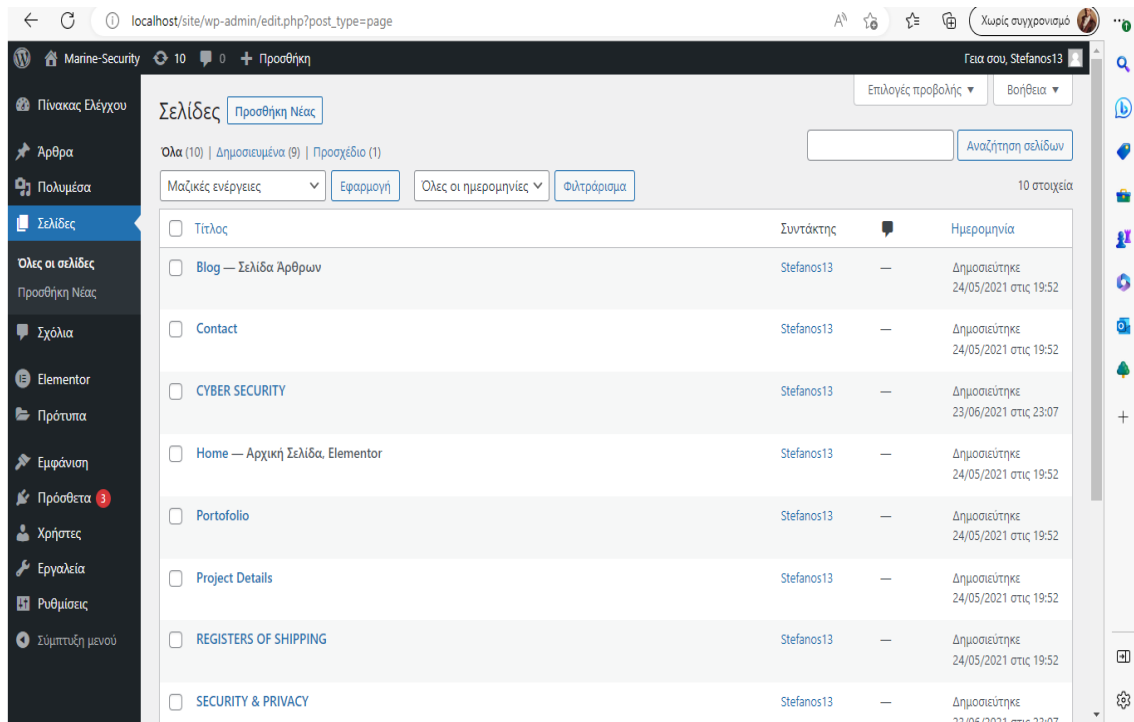 localhost/site/wp-admin/edit.php?post_type=page
Χωρίς συγχρονισμό
Marine-Security 10 0 Προσθήκη
Γεια σου, Stefanos13
Πίνακας Ελέγχου
Άρθρα
Πολυμέσα
Σελίδες
Όλες οι σελίδες
Προσθήκη Νέας
Σχόλια
Elementor
Πρότυπα
Εμφάνιση
Πρόσθετα 3
Χρήστες
Εργαλεία
Ρυθμίσεις
Σύμπτυξη μενού
Επιλογές προβολής
Βοήθεια
Σελίδες
Προσθήκη Νέας
Όλα (10) | Δημοσιευμένα (9) | Προσχέδιο (1)
Αναζήτηση σελίδων
Μαζικές ενέργειες
Εφαρμογή
Όλες οι ημερομηνίες
Φιλτράρισμα
10 στοιχεία
Τίτλος Συντάκτης Ημερομηνία
Blog — Σελίδα Άρθρων Stefanos13 — Δημοσιεύτηκε
24/05/2021 στις 19:52
Contact Stefanos13 — Δημοσιεύτηκε
24/05/2021 στις 19:52
CYBER SECURITY Stefanos13 — Δημοσιεύτηκε
23/06/2021 στις 23:07
Home — Αρχική Σελίδα, Elementor Stefanos13 — Δημοσιεύτηκε
24/05/2021 στις 19:52
Portofolio Stefanos13 — Δημοσιεύτηκε
24/05/2021 στις 19:52
Project Details Stefanos13 — Δημοσιεύτηκε
24/05/2021 στις 19:52
REGISTERS OF SHIPPING Stefanos13 — Δημοσιεύτηκε
24/05/2021 στις 19:52
SECURITY & PRIVACY Stefanos13 — Δημοσιεύτηκε